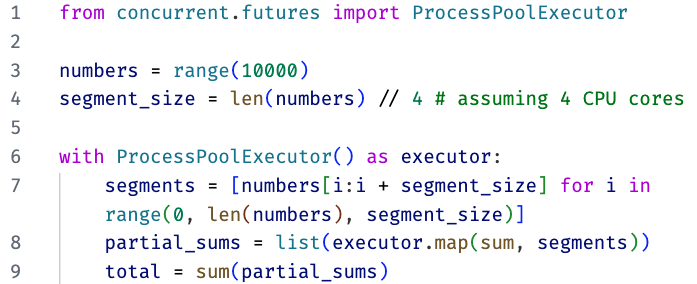 1 from concurrent.futures import ProcessPoolExecutor
2
3 numbers = range(10000)
4 segment_size = len(numbers) // 4 # assuming 4 CPU cores
5
6 with ProcessPoolExecutor() as executor:
7     segments = [numbers[i:i + segment_size] for i in
    range(0, len(numbers), segment_size)]
8     partial_sums = list(executor.map(sum, segments))
9     total = sum(partial_sums)